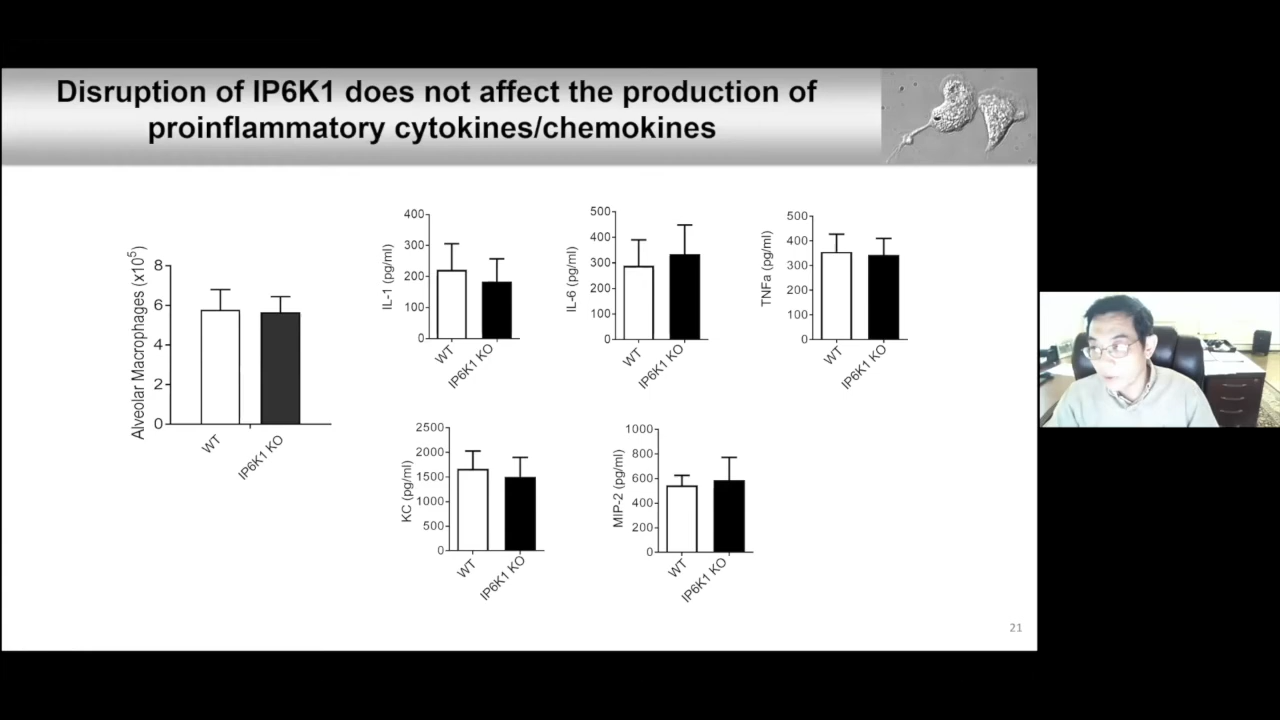 Disruption of IP6K1 does not affect the production of
proinflammatory cytokines/chemokines
Alveolar Macrophages (x10⁵)
8
6
4
2
0
WT
IP6K1 KO
IL-1 (pg/ml)
400
300
200
100
0
WT
IP6K1 KO
IL-6 (pg/ml)
500
400
300
200
100
0
WT
IP6K1 KO
TNFa (pg/ml)
500
400
300
200
100
0
WT
IP6K1 KO
KC (pg/ml)
2500
2000
1500
1000
500
0
WT
IP6K1 KO
MIP-2 (pg/ml)
1000
800
600
400
200
0
WT
IP6K1 KO
21